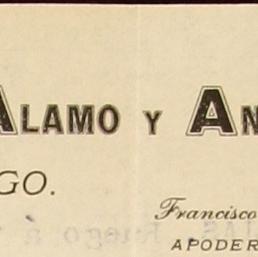 ALAMO Y AN
GO.
Francisco
APODER